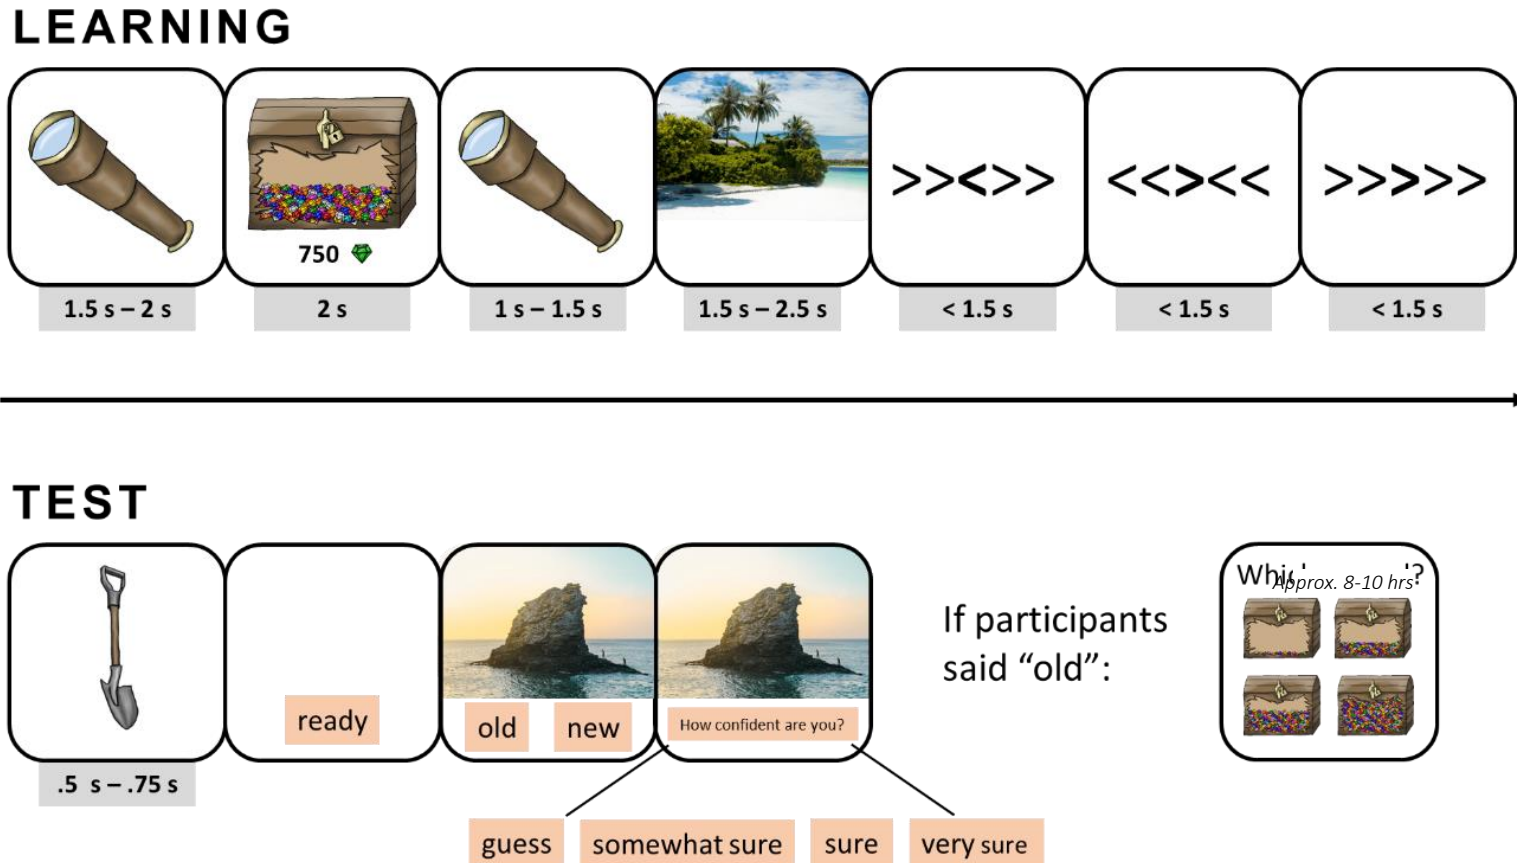 LEARNING
750
>><>>
<<><<
>>>>>
1.5 s – 2 s
2 s
1 s – 1.5 s
1.5 s – 2.5 s
< 1.5 s
< 1.5 s
< 1.5 s
TEST
ready
old
new
How confident are you?
.5 s – .75 s
guess
somewhat sure
sure
very sure
If participants
said “old”:
Approx. 8-10 hrs